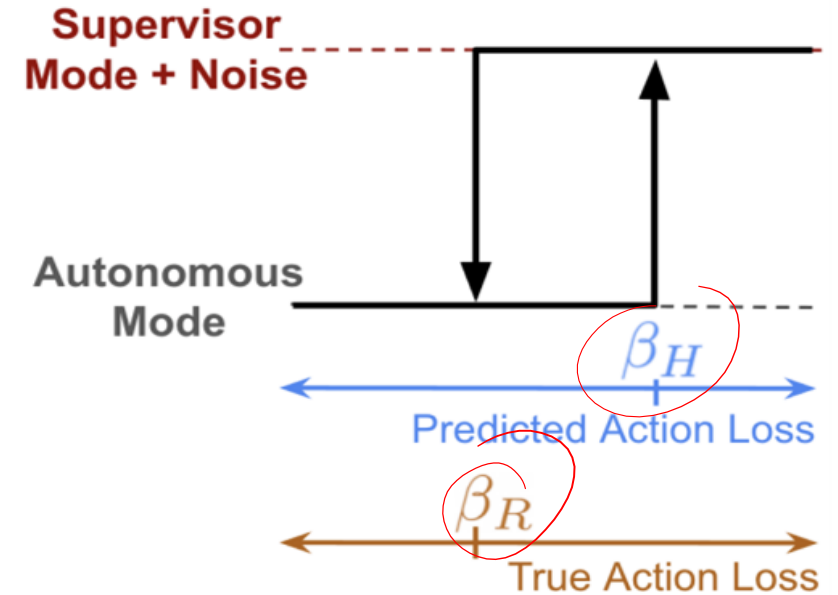 Supervisor
Mode + Noise
Autonomous
Mode
β_H
Predicted Action Loss
β_R
True Action Loss